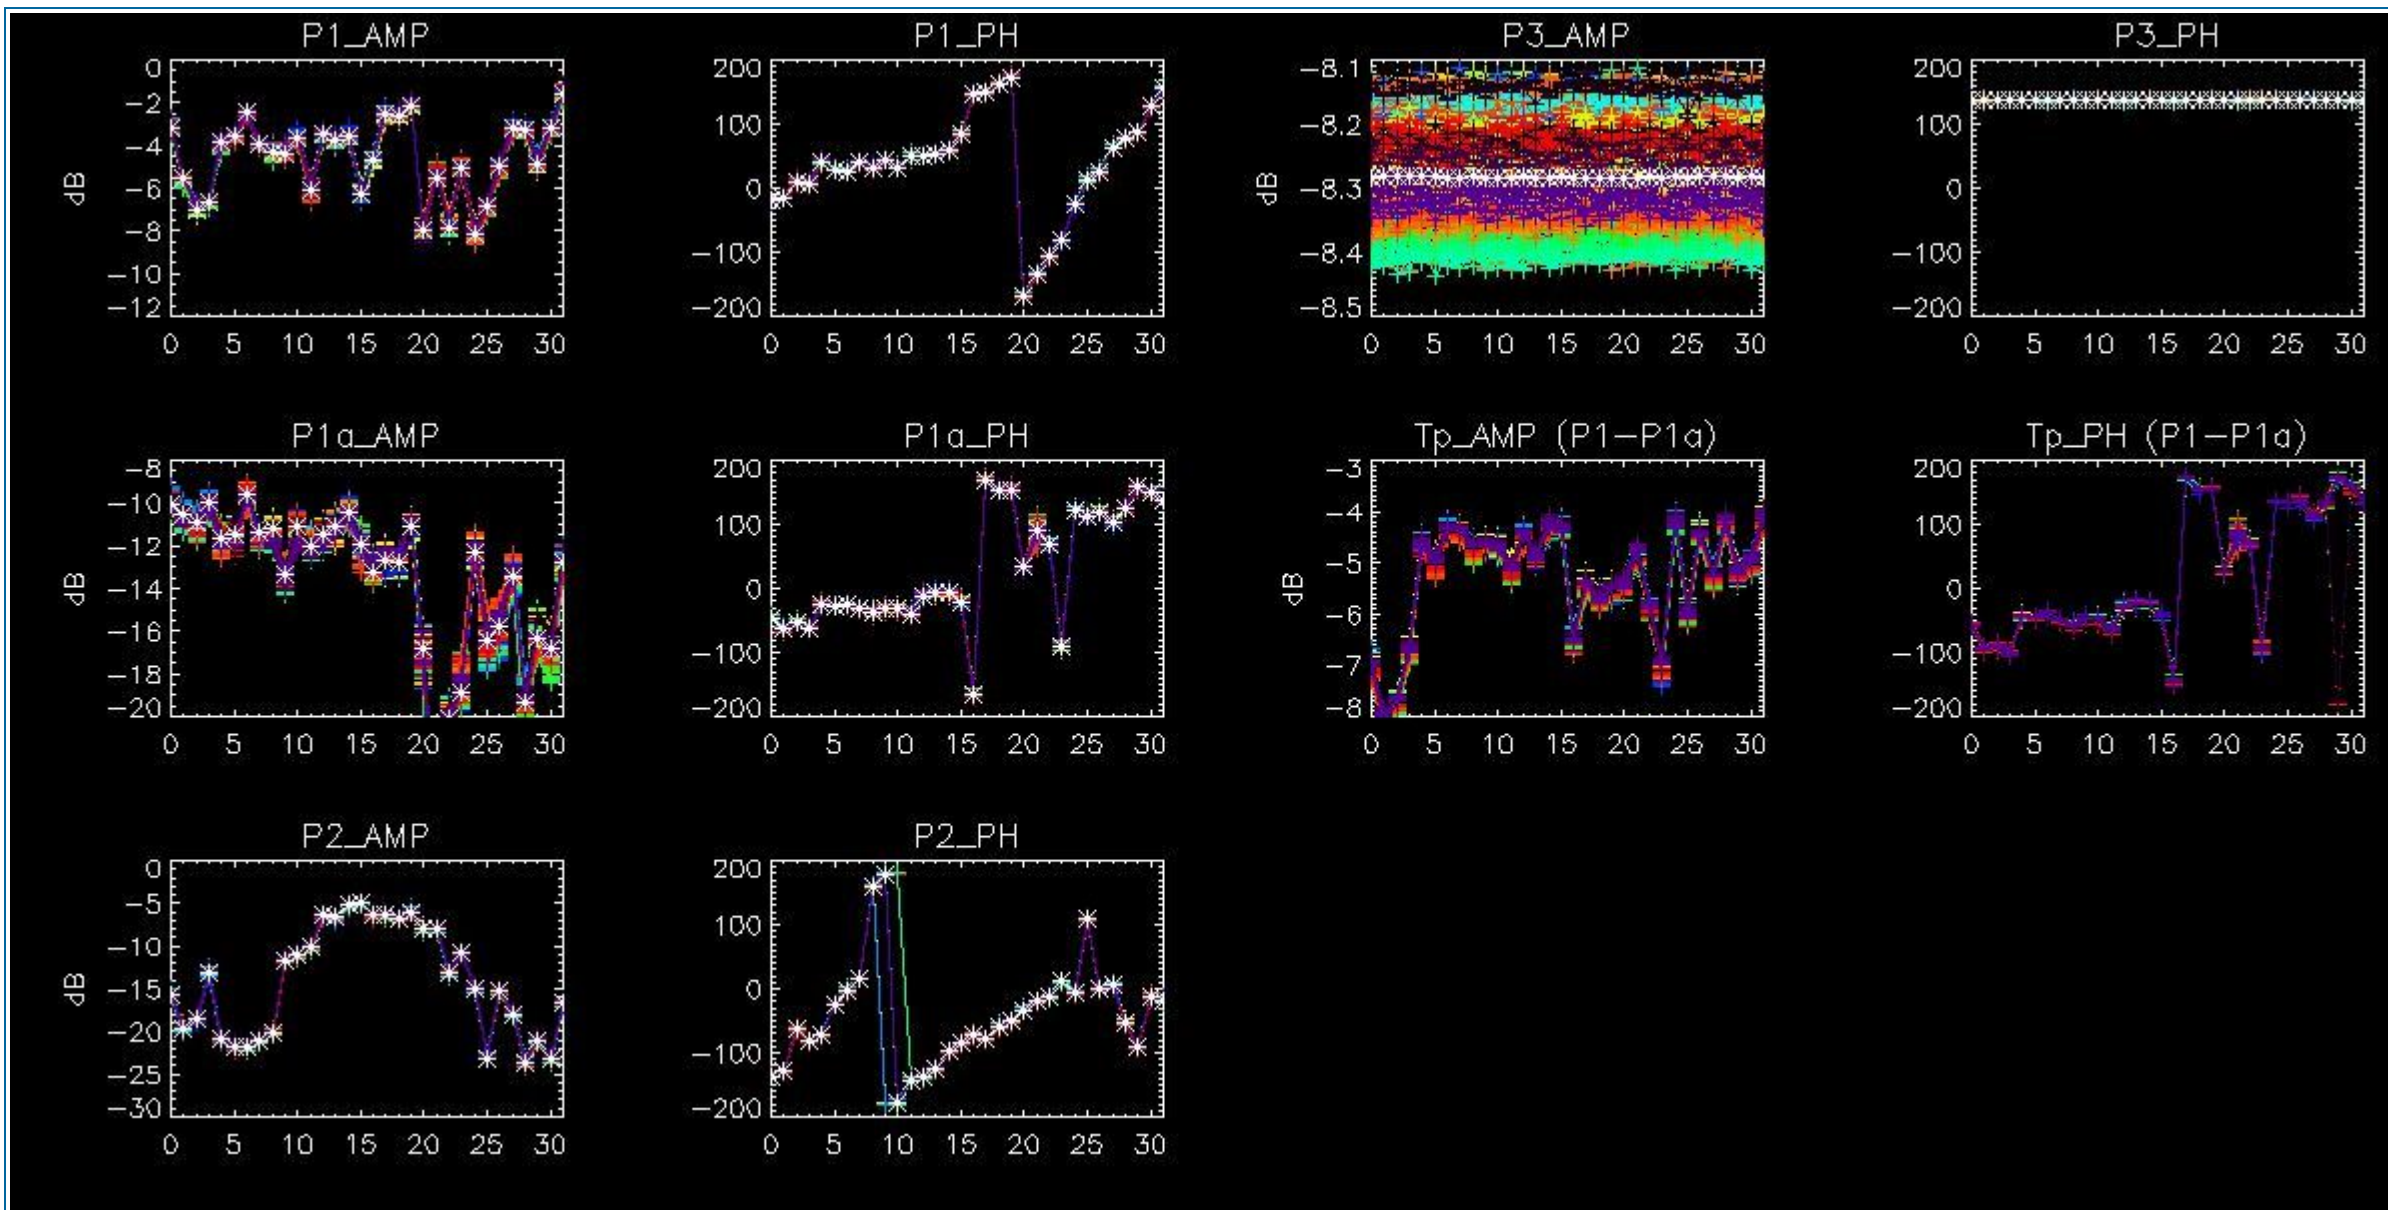 P1_AMP P1_PH P3_AMP P3_PH
0 200 -8.1 200
-2 100 -8.2 100
-4 0 -8.3 0
-6 -100 -8.4 -100
-8 -200 -8.5 -200
-10
-12
dB dB
0 5 10 15 20 25 30 0 5 10 15 20 25 30 0 5 10 15 20 25 30 0 5 10 15 20 25 30
P1a_AMP P1a_PH Tp_AMP (P1-P1a) Tp_PH (P1-P1a)
-8 200 -3 200
-10 100 -4 100
-12 0 -5 0
-14 -100 -6 -100
-16 -200 -7 -200
-18 -8
-20
dB dB
0 5 10 15 20 25 30 0 5 10 15 20 25 30 0 5 10 15 20 25 30 0 5 10 15 20 25 30
P2_AMP P2_PH
0 200
-5 100
-10 0
-15 -100
-20 -200
-25
-30
dB
0 5 10 15 20 25 30 0 5 10 15 20 25 30